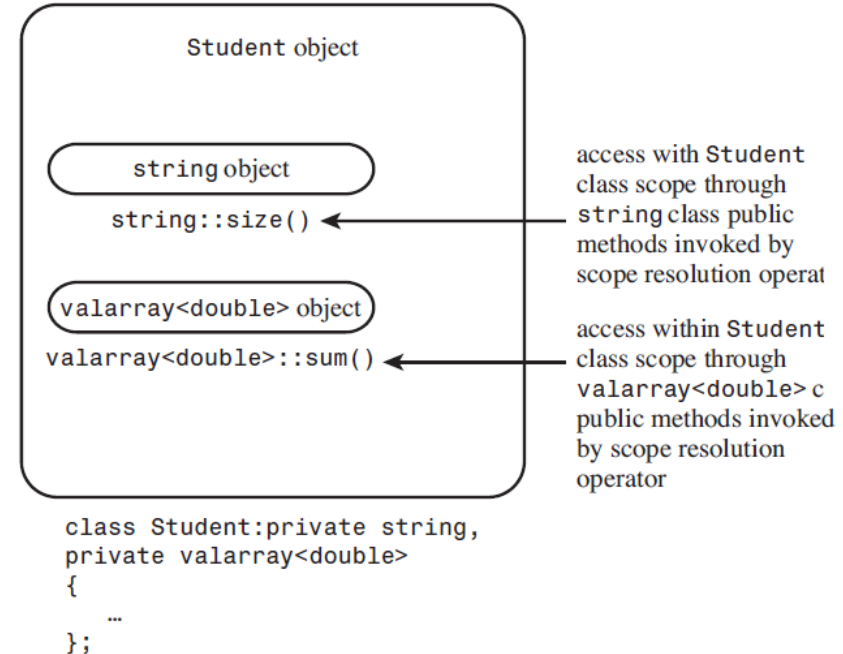 Student object
string object
string::size()
access with Student
class scope through
string class public
methods invoked by
scope resolution operat
valarray<double> object
valarray<double>::sum()
access within Student
class scope through
valarray<double> c
public methods invoked
by scope resolution
operator
class Student:private string,
private valarray<double>
{
…
};